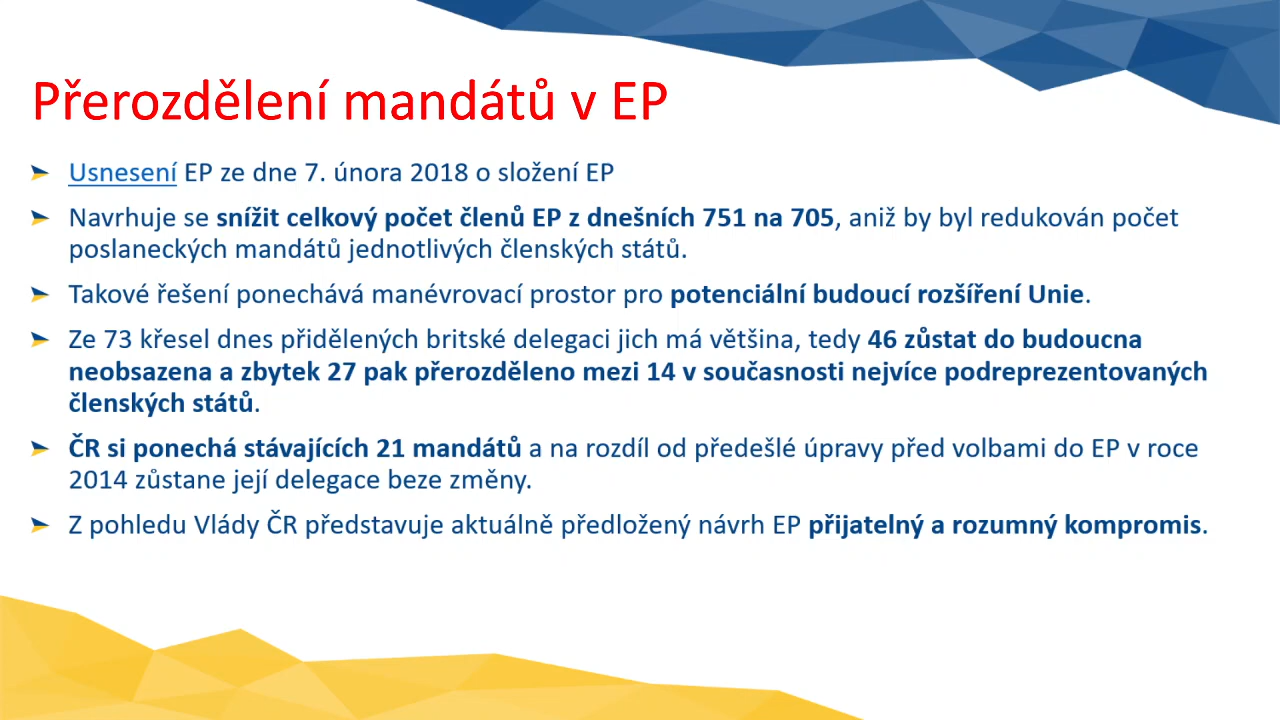 Přerozdělení mandátů v EP
Usnesení EP ze dne 7. února 2018 o složení EP
Navrhuje se snížit celkový počet členů EP z dnešních 751 na 705, aniž by byl redukován počet
poslaneckých mandátů jednotlivých členských států.
Takové řešení ponechává manévrovací prostor pro potenciální budoucí rozšíření Unie.
Ze 73 křesel dnes přidělených britské delegaci jich má většina, tedy 46 zůstat do budoucna
neobsazena a zbytek 27 pak přerozděleno mezi 14 v současnosti nejvíce podreprezentovaných
členských států.
ČR si ponechá stávajících 21 mandátů a na rozdíl od předešlé úpravy před volbami do EP v roce
2014 zůstane její delegace beze změny.
Z pohledu Vlády ČR představuje aktuálně předložený návrh EP přijatelný a rozumný kompromis.